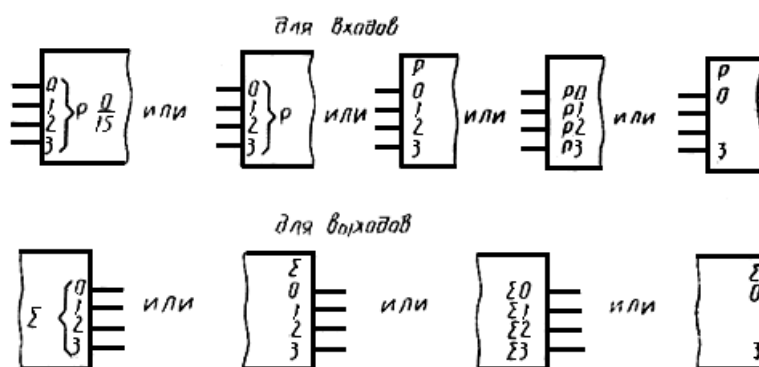 для входов
0
1
2
3
} P 0/15
или
0
1
2
3
} P
или
P
0
1
2
3
или
P0
P1
P2
P3
или
P
0
3
для выходов
Σ {
0
1
2
3
или
Σ
0
1
2
3
или
Σ0
Σ1
Σ2
Σ3
или
Σ
0
3